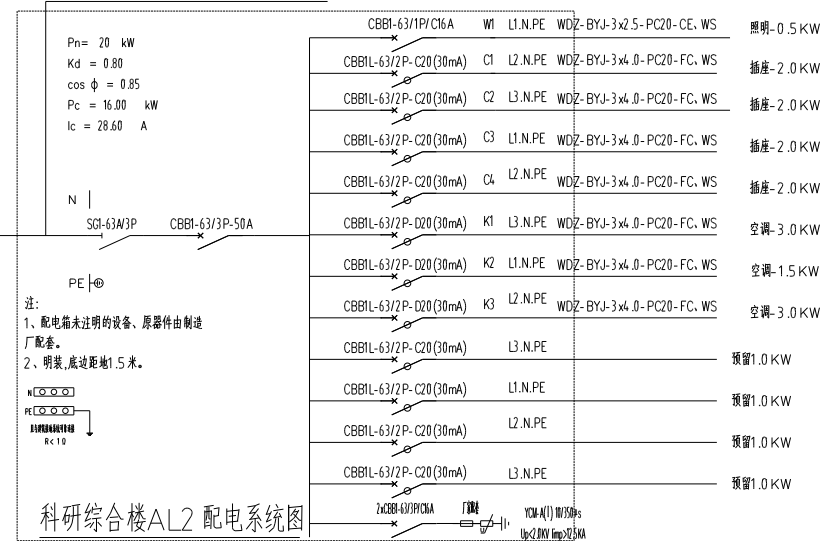 Pn= 20 kW
Kd = 0.80
cos ϕ = 0.85
Pc = 16.00 kW
Ic = 28.60 A
N
SG1-63A/3P
CBB1-63/3P-50A
PE
注:
1、配电箱未注明的设备、原器件由制造
厂配套。
2、明装,底边距地1.5米。
N
PE
R<1Ω
科研综合楼AL2 配电系统图
CBB1-63/1P/C16A W1 L1.N.PE WDZ-BYJ-3x2.5-PC20-CE、WS 照明-0.5KW
CBB1L-63/2P-C20(30mA) C1 L2.N.PE WDZ-BYJ-3x4.0-PC20-FC、WS 插座-2.0KW
CBB1L-63/2P-C20(30mA) C2 L3.N.PE WDZ-BYJ-3x4.0-PC20-FC、WS 插座-2.0KW
CBB1L-63/2P-C20(30mA) C3 L1.N.PE WDZ-BYJ-3x4.0-PC20-FC、WS 插座-2.0KW
CBB1L-63/2P-C20(30mA) C4 L2.N.PE WDZ-BYJ-3x4.0-PC20-FC、WS 插座-2.0KW
CBB1L-63/2P-D20(30mA) K1 L3.N.PE WDZ-BYJ-3x4.0-PC20-FC、WS 空调-3.0KW
CBB1L-63/2P-D20(30mA) K2 L1.N.PE WDZ-BYJ-3x4.0-PC20-FC、WS 空调-1.5KW
CBB1L-63/2P-D20(30mA) K3 L2.N.PE WDZ-BYJ-3x4.0-PC20-FC、WS 空调-3.0KW
CBB1L-63/2P-C20(30mA) L3.N.PE 预留1.0KW
CBB1L-63/2P-C20(30mA) L1.N.PE 预留1.0KW
CBB1L-63/2P-C20(30mA) L2.N.PE 预留1.0KW
CBB1L-63/2P-C20(30mA) L3.N.PE 预留1.0KW
2xCBB1-63/3P/C16A YCM-A(I) 10/350μs
Up<2.0KV Iimp>12.5KA